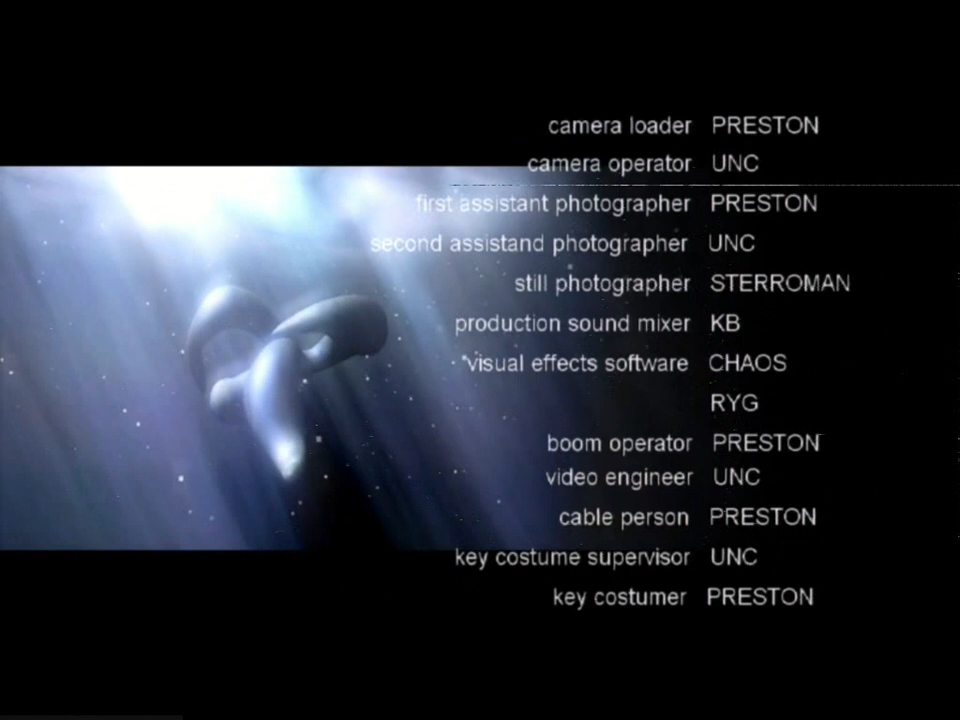 camera loader PRESTON
camera operator UNC
first assistant photographer PRESTON
second assistand photographer UNC
still photographer STERROMAN
production sound mixer KB
visual effects software CHAOS
RYG
boom operator PRESTON
video engineer UNC
cable person PRESTON
key costume supervisor UNC
key costumer PRESTON